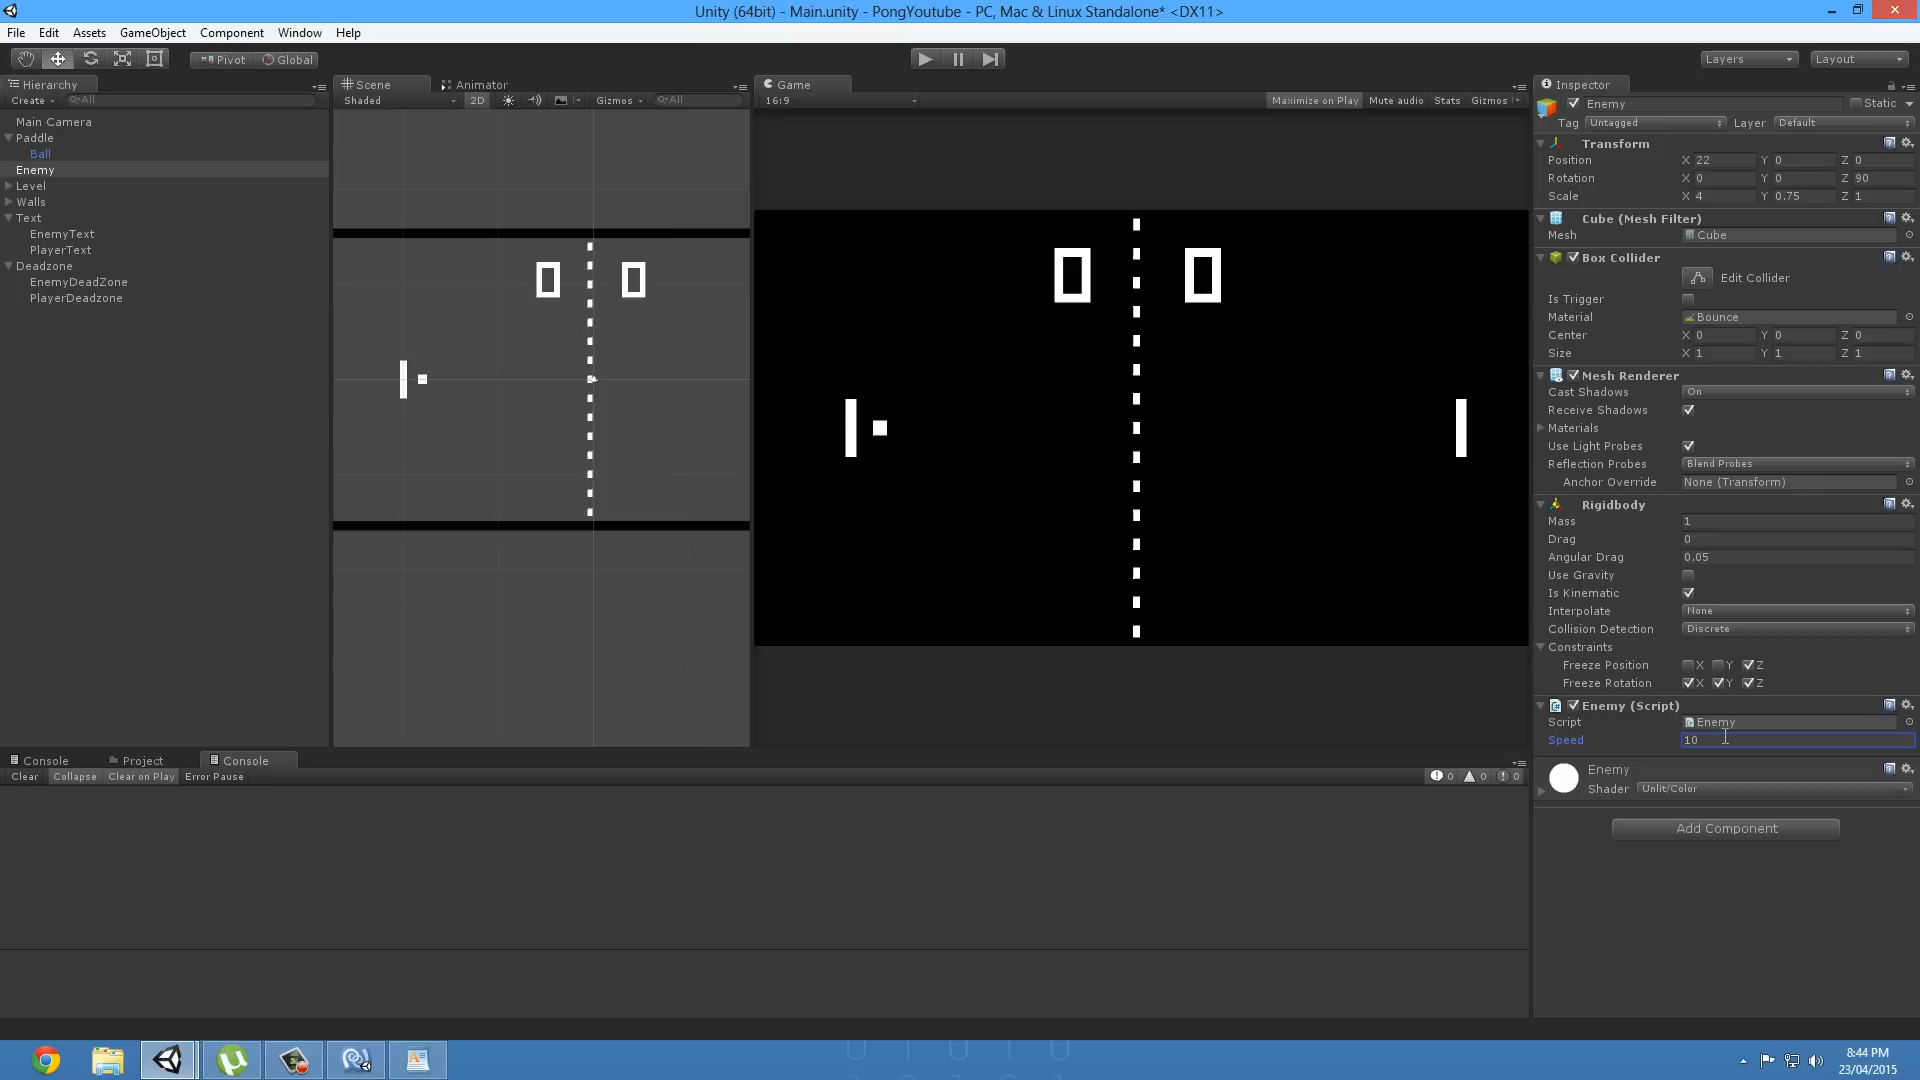 Unity (64bit) - Main.unity - PongYoutube - PC, Mac & Linux Standalone* <DX11>
File Edit Assets GameObject Component Window Help
Pivot Global Layers Layout
Hierarchy
Create All
Main Camera
Paddle
Ball
Enemy
Level
Walls
Text
EnemyText
PlayerText
Deadzone
EnemyDeadZone
PlayerDeadzone
Scene Animator
Shaded 2D Gizmos All
Game
16:9 Maximize on Play Mute audio Stats Gizmos
0 0
0 0
Inspector
Enemy Static
Tag Untagged Layer Default
Transform
Position X 22 Y 0 Z 0
Rotation X 0 Y 0 Z 90
Scale X 4 Y 0.75 Z 1
Cube (Mesh Filter)
Mesh Cube
Box Collider
Edit Collider
Is Trigger
Material Bounce
Center X 0 Y 0 Z 0
Size X 1 Y 1 Z 1
Mesh Renderer
Cast Shadows On
Receive Shadows
Materials
Use Light Probes
Reflection Probes Blend Probes
Anchor Override None (Transform)
Rigidbody
Mass 1
Drag 0
Angular Drag 0.05
Use Gravity
Is Kinematic
Interpolate None
Collision Detection Discrete
Constraints
Freeze Position X Y Z
Freeze Rotation X Y Z
Enemy (Script)
Script Enemy
Speed 10
Enemy
Shader Unlit/Color
Add Component
Console Project Console
Clear Collapse Clear on Play Error Pause 0 0 0
8:44 PM
23/04/2015